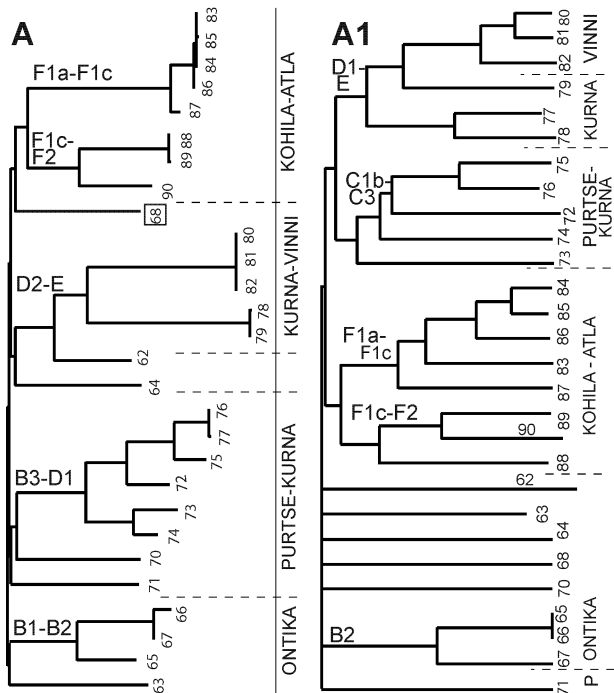 A
83
85
84
86
F1a-F1c
87
F1c-
F2
88
89
90
68
KOHILA-ATLA
80
81
82
D2-E
78
79
62
KURNA-VINNI
64
76
77
75
B3-D1
72
73
74
70
71
PURTSE-KURNA
66
67
B1-B2
65
63
ONTIKA
A1
80
81
82
VINNI
D1-
E
79
77
78
KURNA
75
C1b-
C3
76
72
74
73
PURTSE-
KURNA
84
85
86
F1a-
F1c
83
87
KOHILA-ATLA
F1c-F2
89
90
88
62
63
64
68
70
65
66
B2
67
ONTIKA
71
P